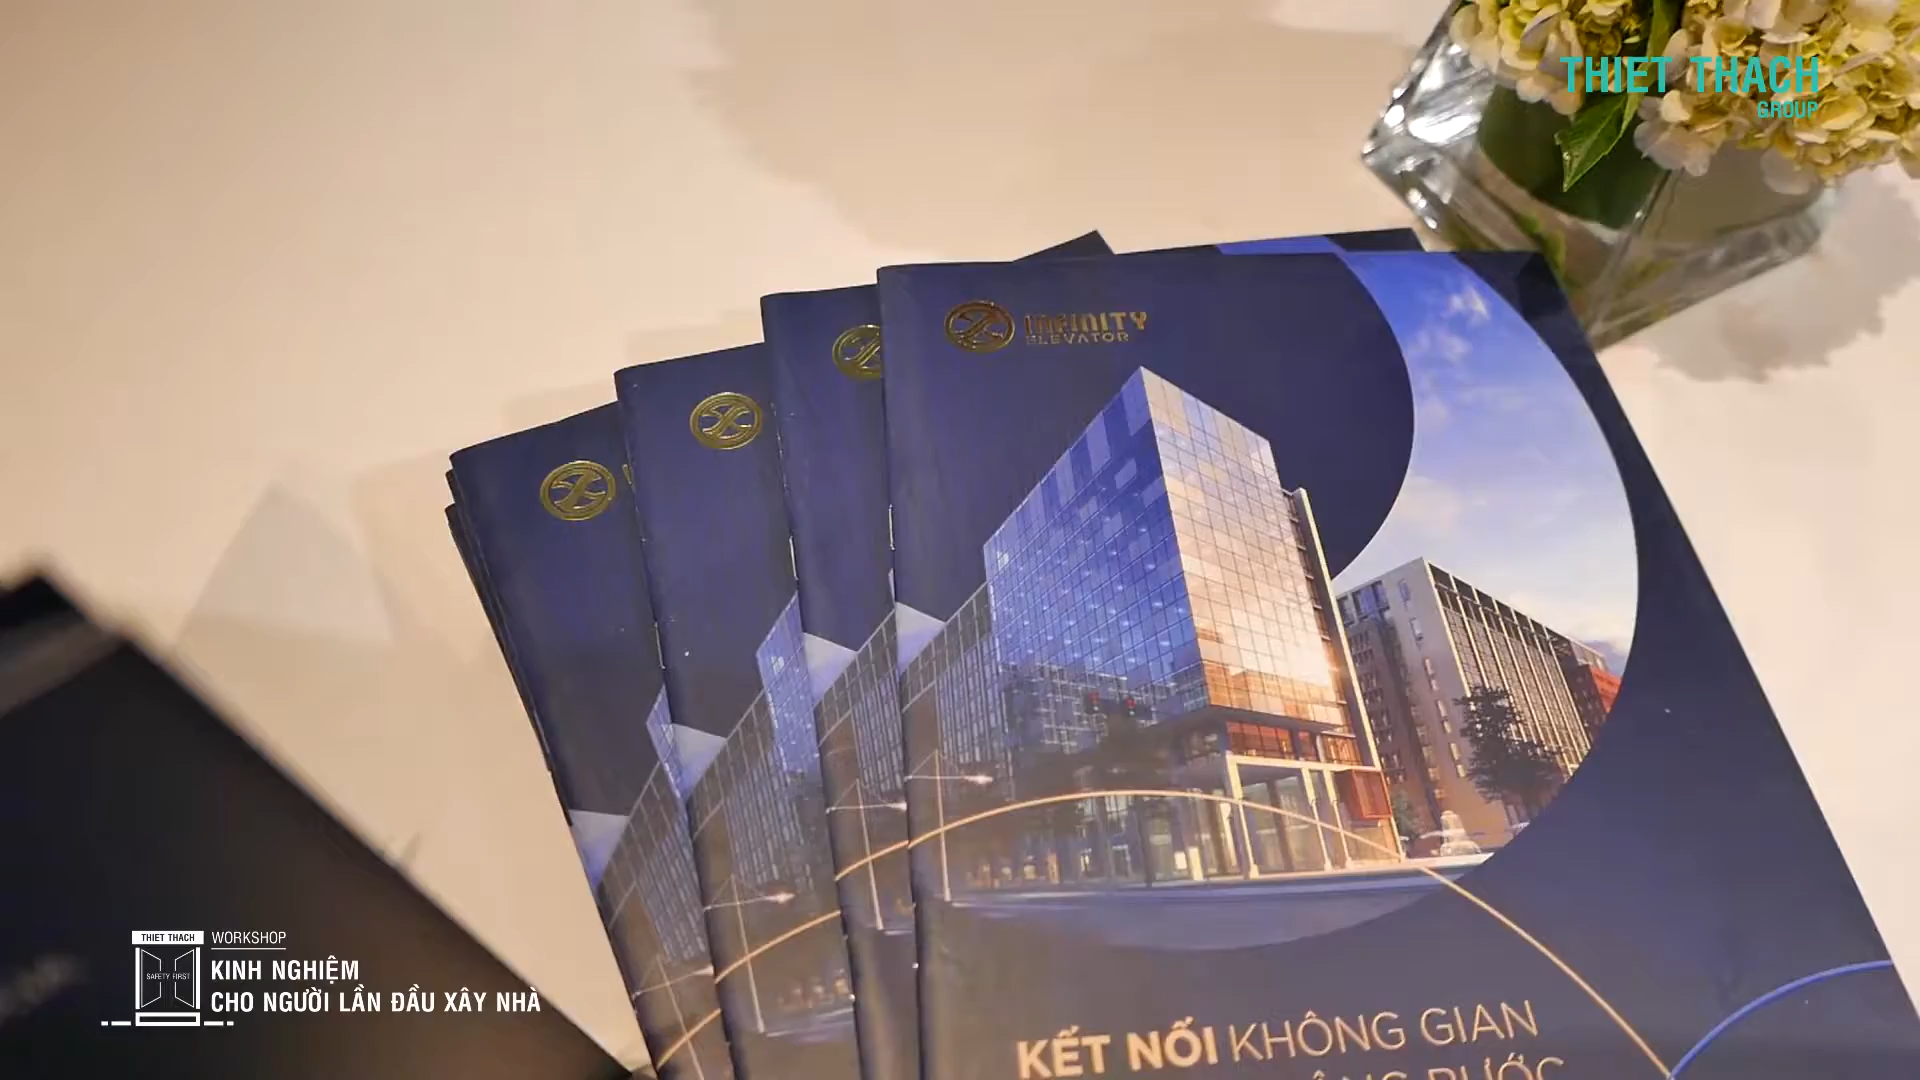 THIET THACH
GROUP
INFINITY
ELEVATOR
KẾT NỐI KHÔNG GIAN
THIET THACH
SAFETY FIRST
WORKSHOP
KINH NGHIỆM
CHO NGƯỜI LẦN ĐẦU XÂY NHÀ